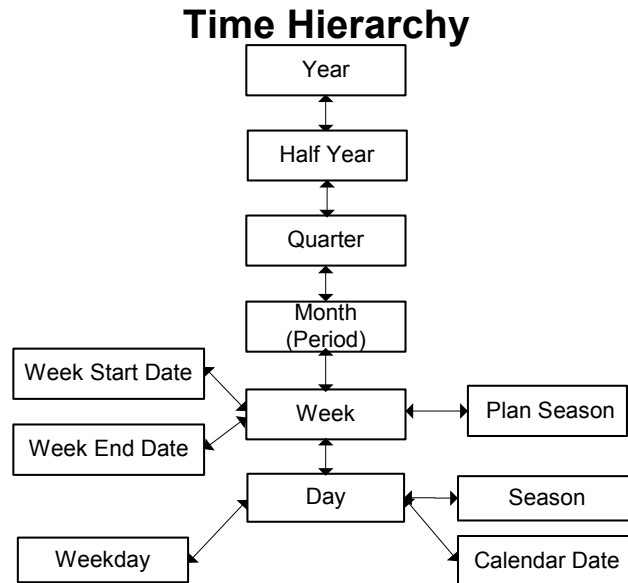 Time Hierarchy
Year
Half Year
Quarter
Month
(Period)
Week Start Date
Week
Plan Season
Week End Date
Day
Season
Weekday
Calendar Date